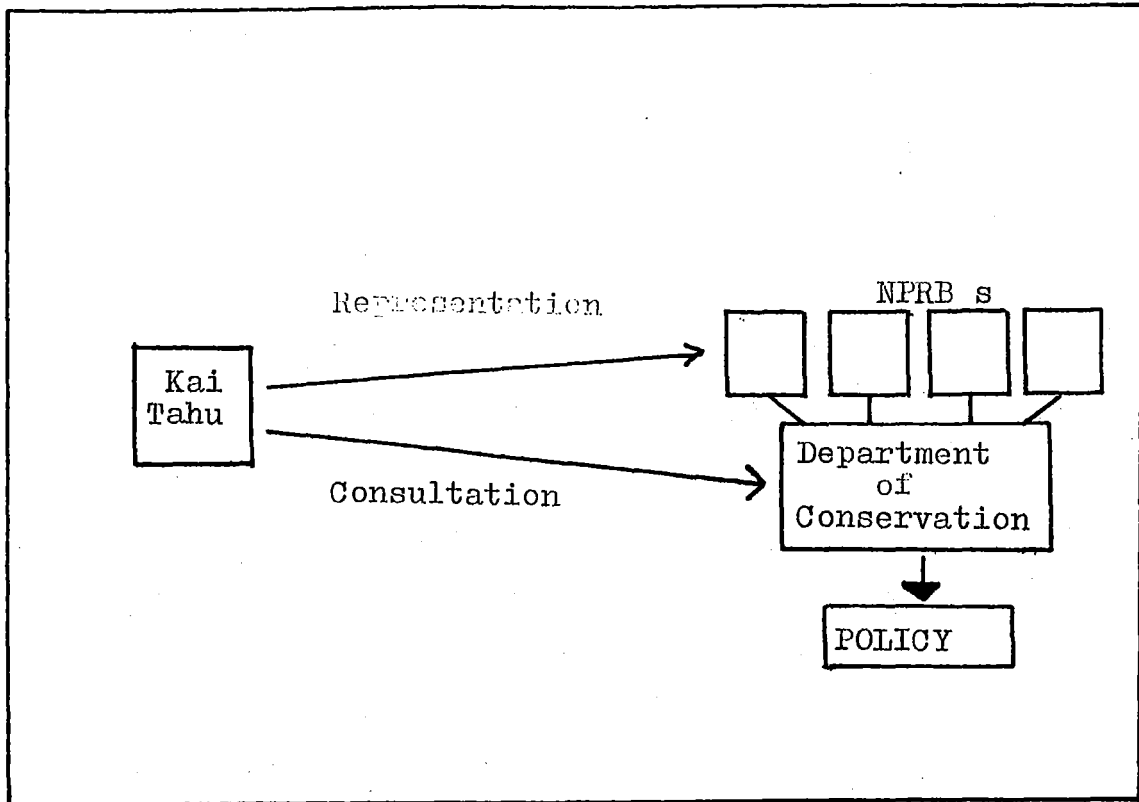 NPRB s
Representation
Kai
Tahu
Department
of
Conservation
Consultation
POLICY